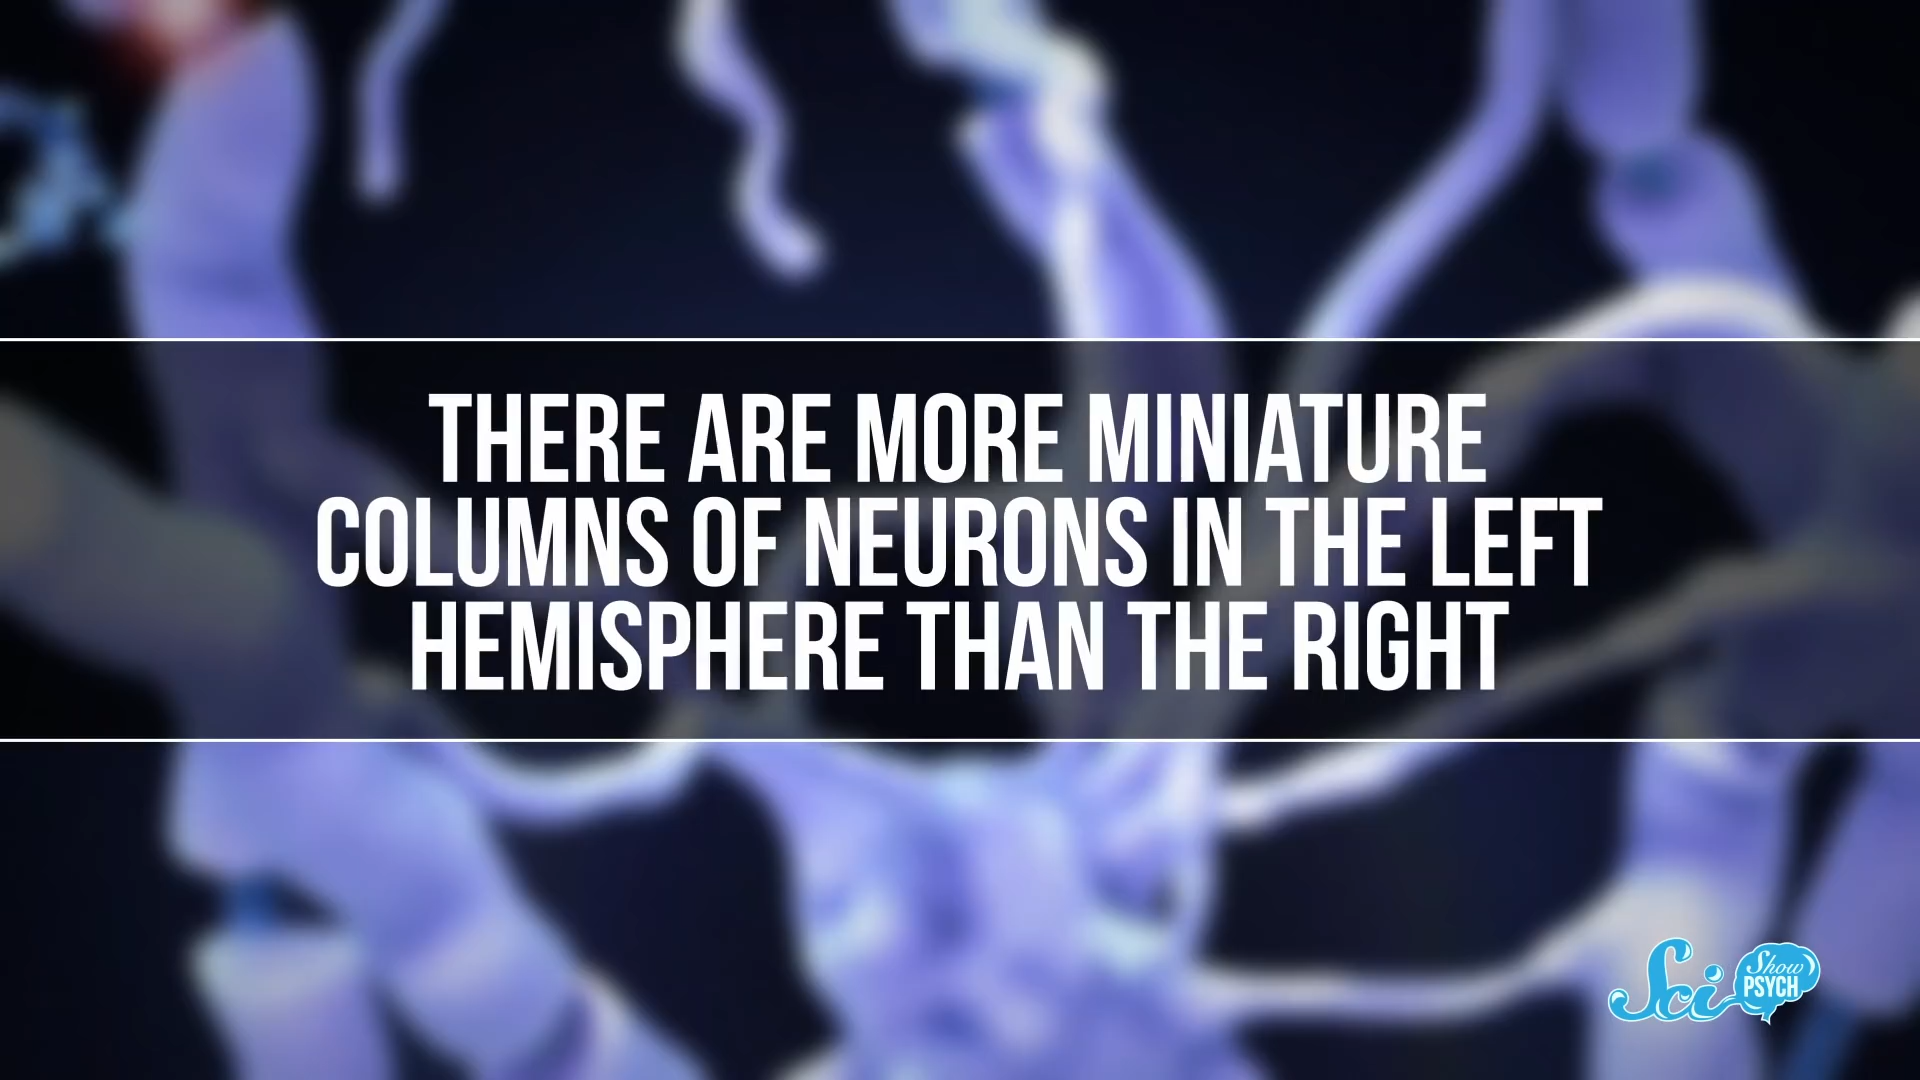 THERE ARE MORE MINIATURE
COLUMNS OF NEURONS IN THE LEFT
HEMISPHERE THAN THE RIGHT
Sci Show
PSYCH